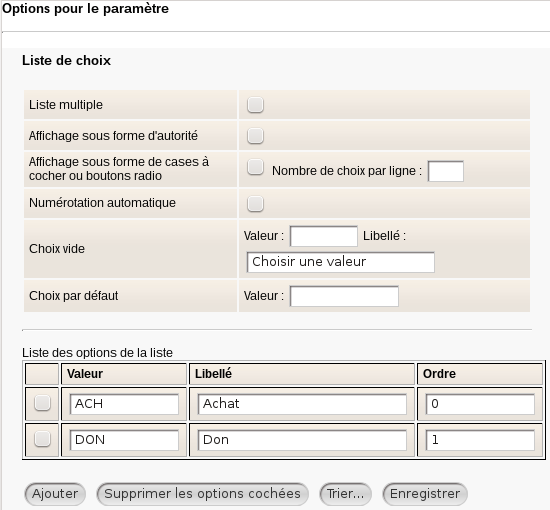 Options pour le paramètre
Liste de choix
Liste multiple
Affichage sous forme d'autorité
Affichage sous forme de cases à
cocher ou boutons radio
Nombre de choix par ligne :
Numérotation automatique
Choix vide
Valeur : Libellé :
Choisir une valeur
Choix par défaut
Valeur :
Liste des options de la liste
Valeur Libellé Ordre
ACH Achat 0
DON Don 1
Ajouter Supprimer les options cochées Trier... Enregistrer